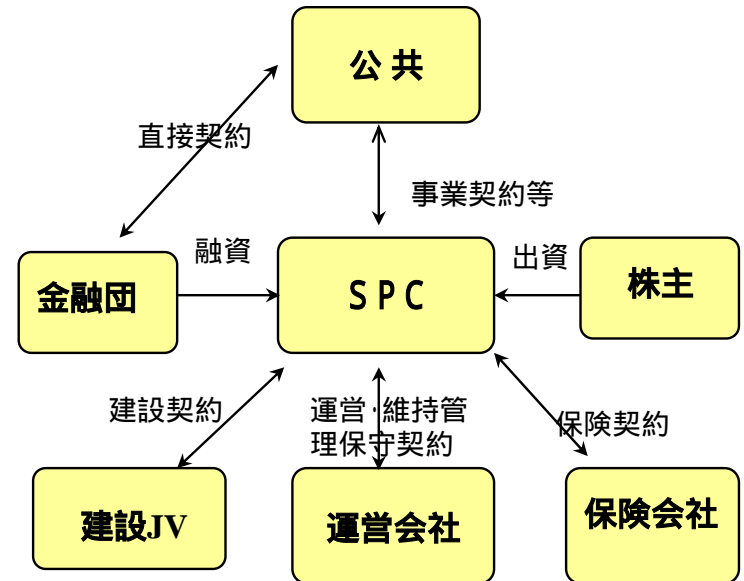 公 共
直接契約
事業契約等
融資
出資
金融団
ＳＰＣ
株主
建設契約
運営・維持管
理保守契約
保険契約
建設JV
運営会社
保険会社